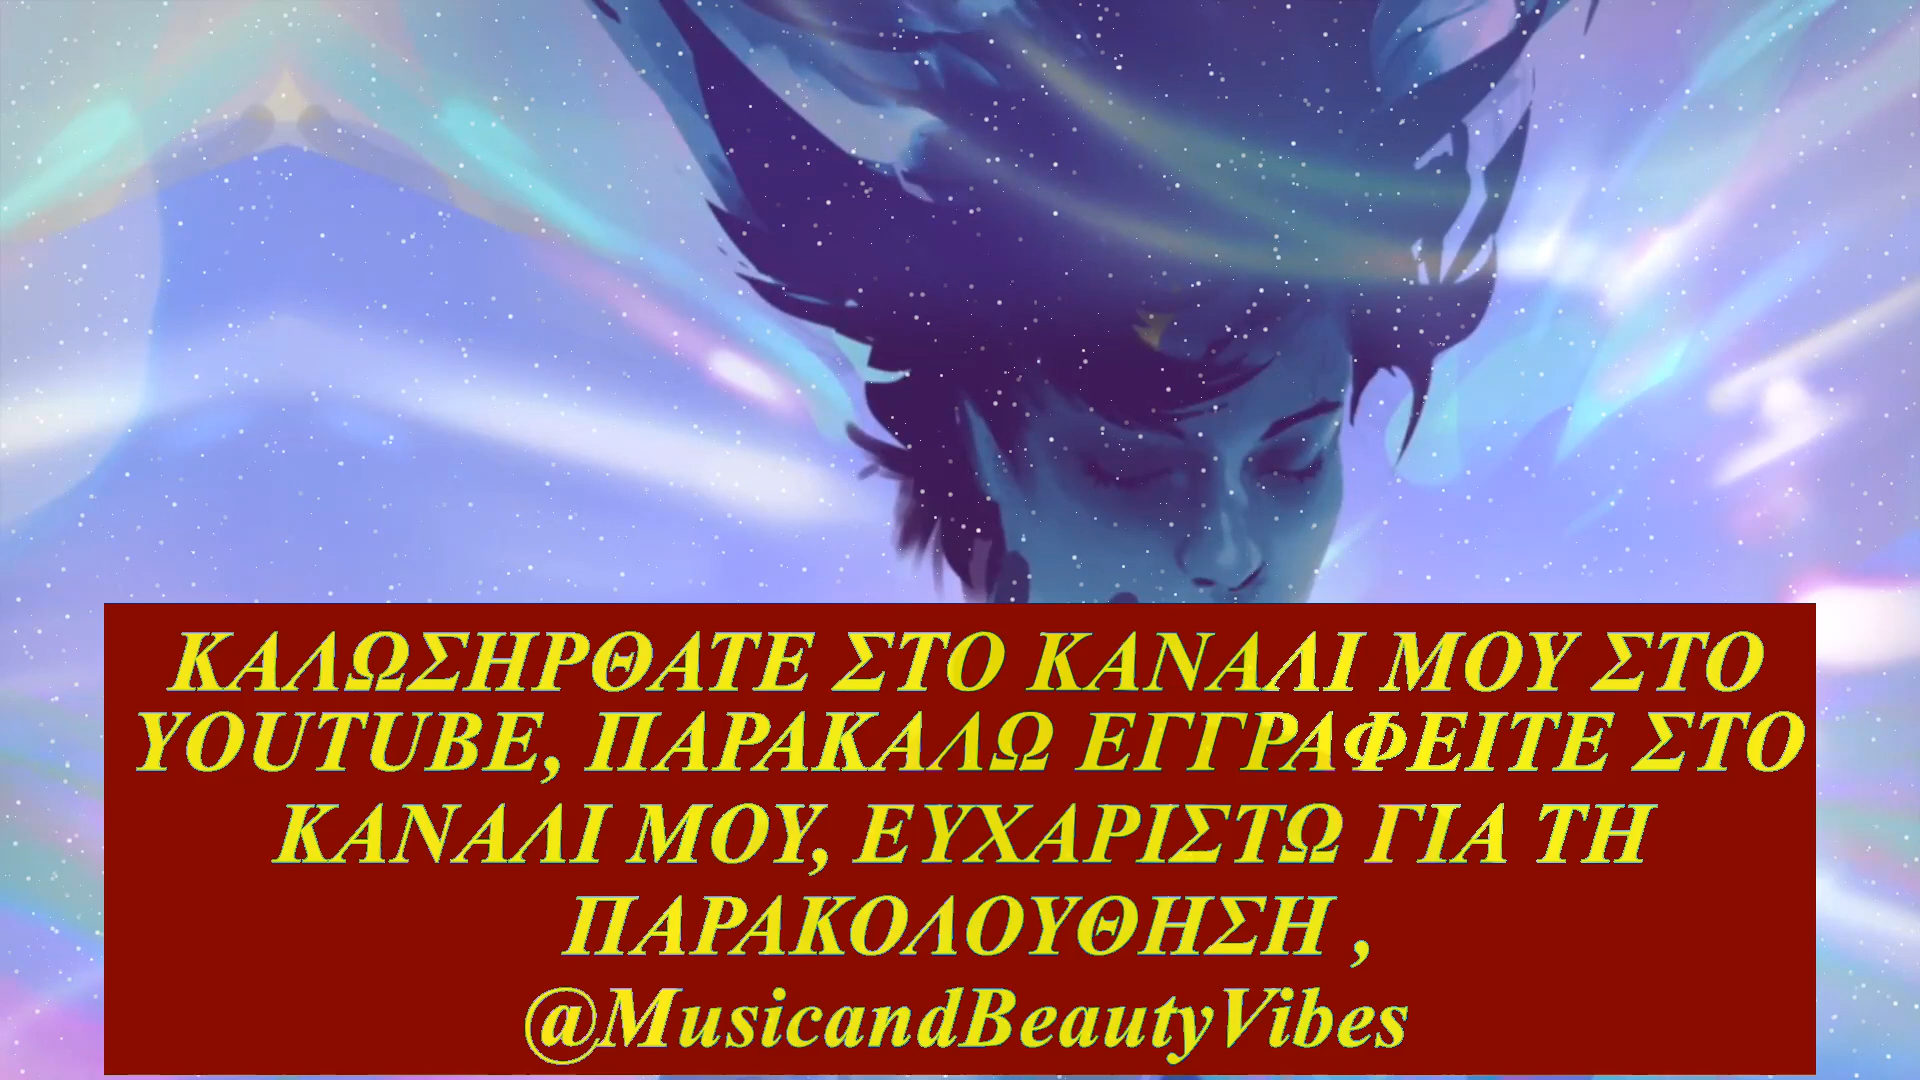 ΚΑΛΩΣΗΡΘΑΤΕ ΣΤΟ ΚΑΝΑΛΙ ΜΟΥ ΣΤΟ
YOUTUBE, ΠΑΡΑΚΑΛΩ ΕΓΓΡΑΦΕΙΤΕ ΣΤΟ
ΚΑΝΑΛΙ ΜΟΥ, ΕΥΧΑΡΙΣΤΩ ΓΙΑ ΤΗ
ΠΑΡΑΚΟΛΟΥΘΗΣΗ ,
@MusicandBeautyVibes